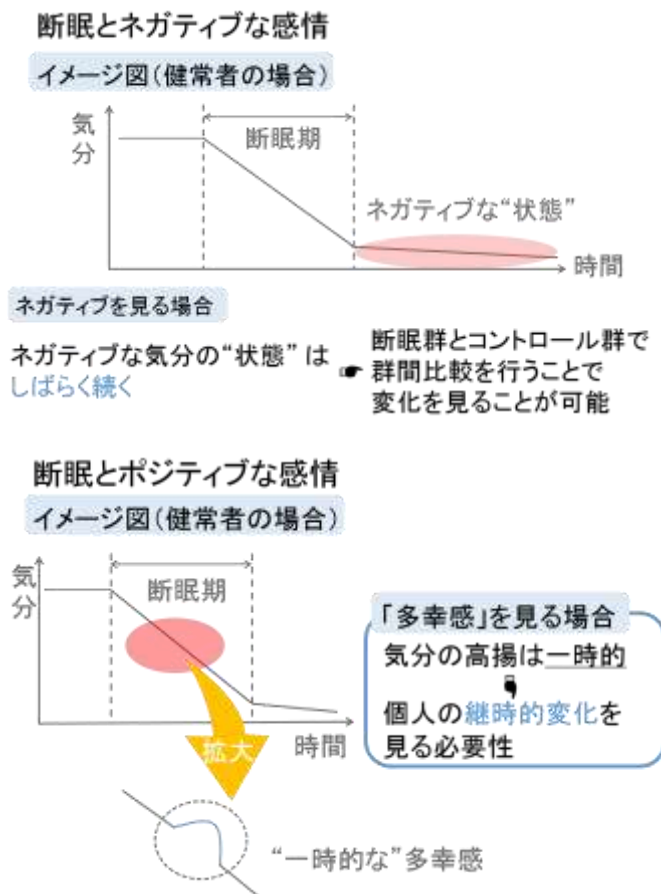 断眠とネガティブな感情
イメージ図(健常者の場合)
気分
断眠期
ネガティブな“状態”
時間
ネガティブを見る場合
ネガティブな気分の“状態” は
しばらく続く
☛
断眠群とコントロール群で
群間比較を行うことで
変化を見ることが可能
断眠とポジティブな感情
イメージ図(健常者の場合)
気分
断眠期
時間
拡大
“一時的な”多幸感
「多幸感」を見る場合
気分の高揚は一時的
☟
個人の継時的変化を
見る必要性